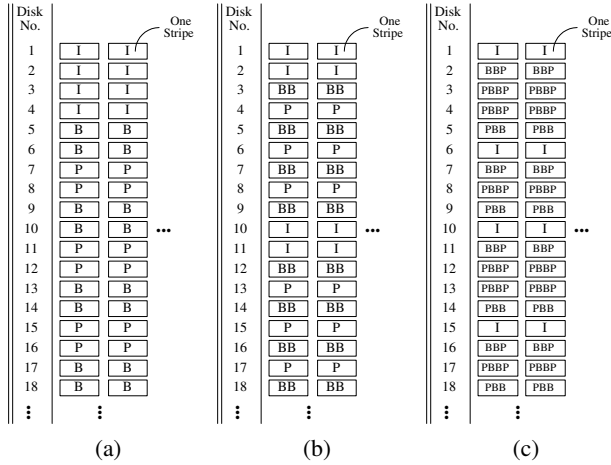 Disk No. One Stripe
1 I I
2 I I
3 I I
4 I I
5 B B
6 B B
7 P P
8 P P
9 B B
10 B B ...
11 P P
12 P P
13 B B
14 B B
15 P P
16 P P
17 B B
18 B B
(a)
Disk No. One Stripe
1 I I
2 I I
3 BB BB
4 P P
5 BB BB
6 P P
7 BB BB
8 P P
9 BB BB
10 I I ...
11 I I
12 BB BB
13 P P
14 BB BB
15 P P
16 BB BB
17 P P
18 BB BB
(b)
Disk No. One Stripe
1 I I
2 BBP BBP
3 PBBP PBBP
4 PBBP PBBP
5 PBB PBB
6 I I
7 BBP BBP
8 PBBP PBBP
9 PBB PBB
10 I I ...
11 BBP BBP
12 PBBP PBBP
13 PBBP PBBP
14 PBB PBB
15 I I
16 BBP BBP
17 PBBP PBBP
18 PBB PBB
(c)